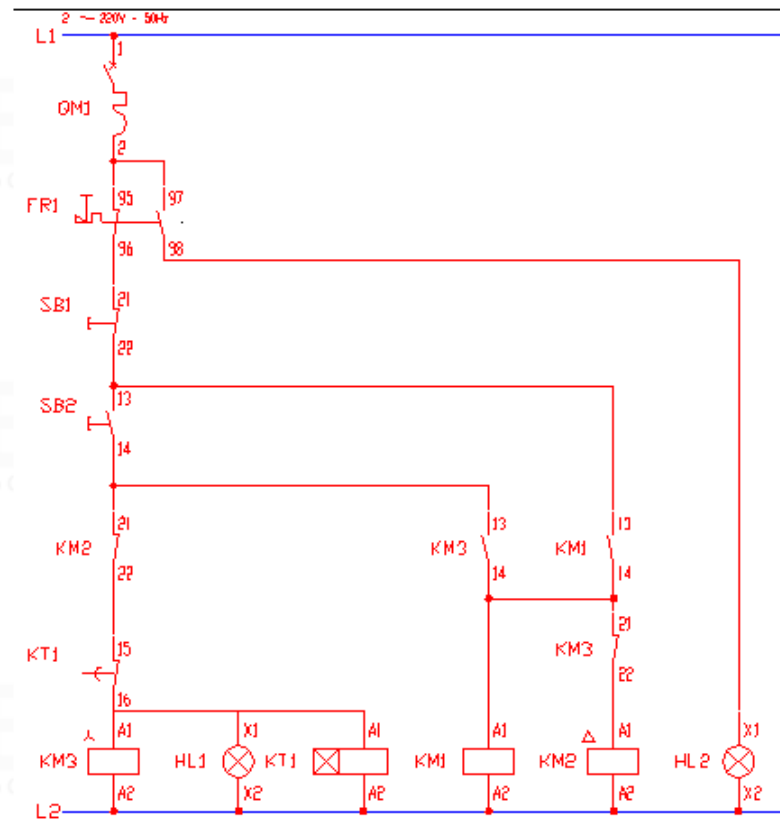 2 ~ 220V - 50Hz
L1
1
QM1
2
FR1 95 97
96 98
SB1 21
22
SB2 13
14
21 13 13
KM2 KM3 KM1
22 14 14
21
KT1 15 KM3
16 22
A1 X1 A1 A1 A1 X1
KM3 HL1 KT1 KM1 KM2 HL2
A2 X2 A2 A2 A2 X2
L2